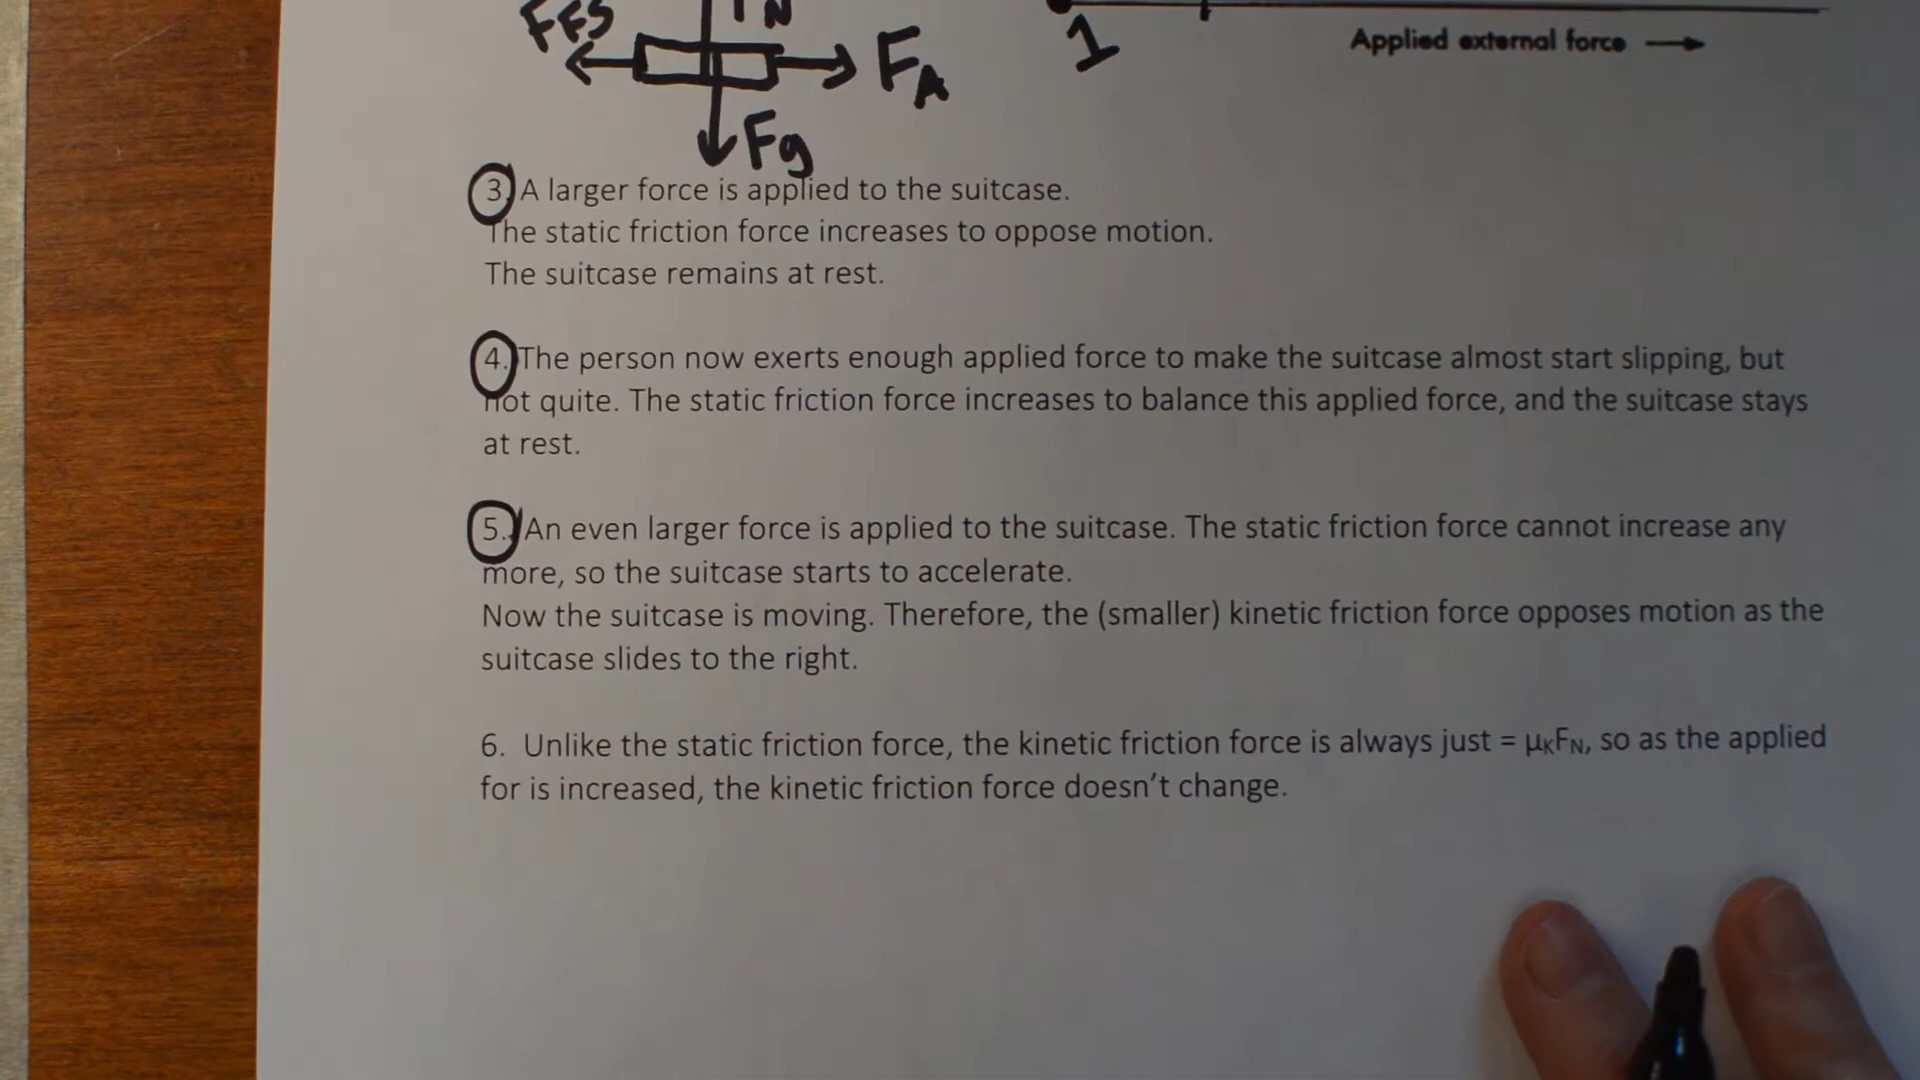 FFS
N
FA
Fg
1
Applied external force
3. A larger force is applied to the suitcase.
The static friction force increases to oppose motion.
The suitcase remains at rest.
4. The person now exerts enough applied force to make the suitcase almost start slipping, but
not quite. The static friction force increases to balance this applied force, and the suitcase stays
at rest.
5. An even larger force is applied to the suitcase. The static friction force cannot increase any
more, so the suitcase starts to accelerate.
Now the suitcase is moving. Therefore, the (smaller) kinetic friction force opposes motion as the
suitcase slides to the right.
6. Unlike the static friction force, the kinetic friction force is always just = μKFN, so as the applied
for is increased, the kinetic friction force doesn't change.